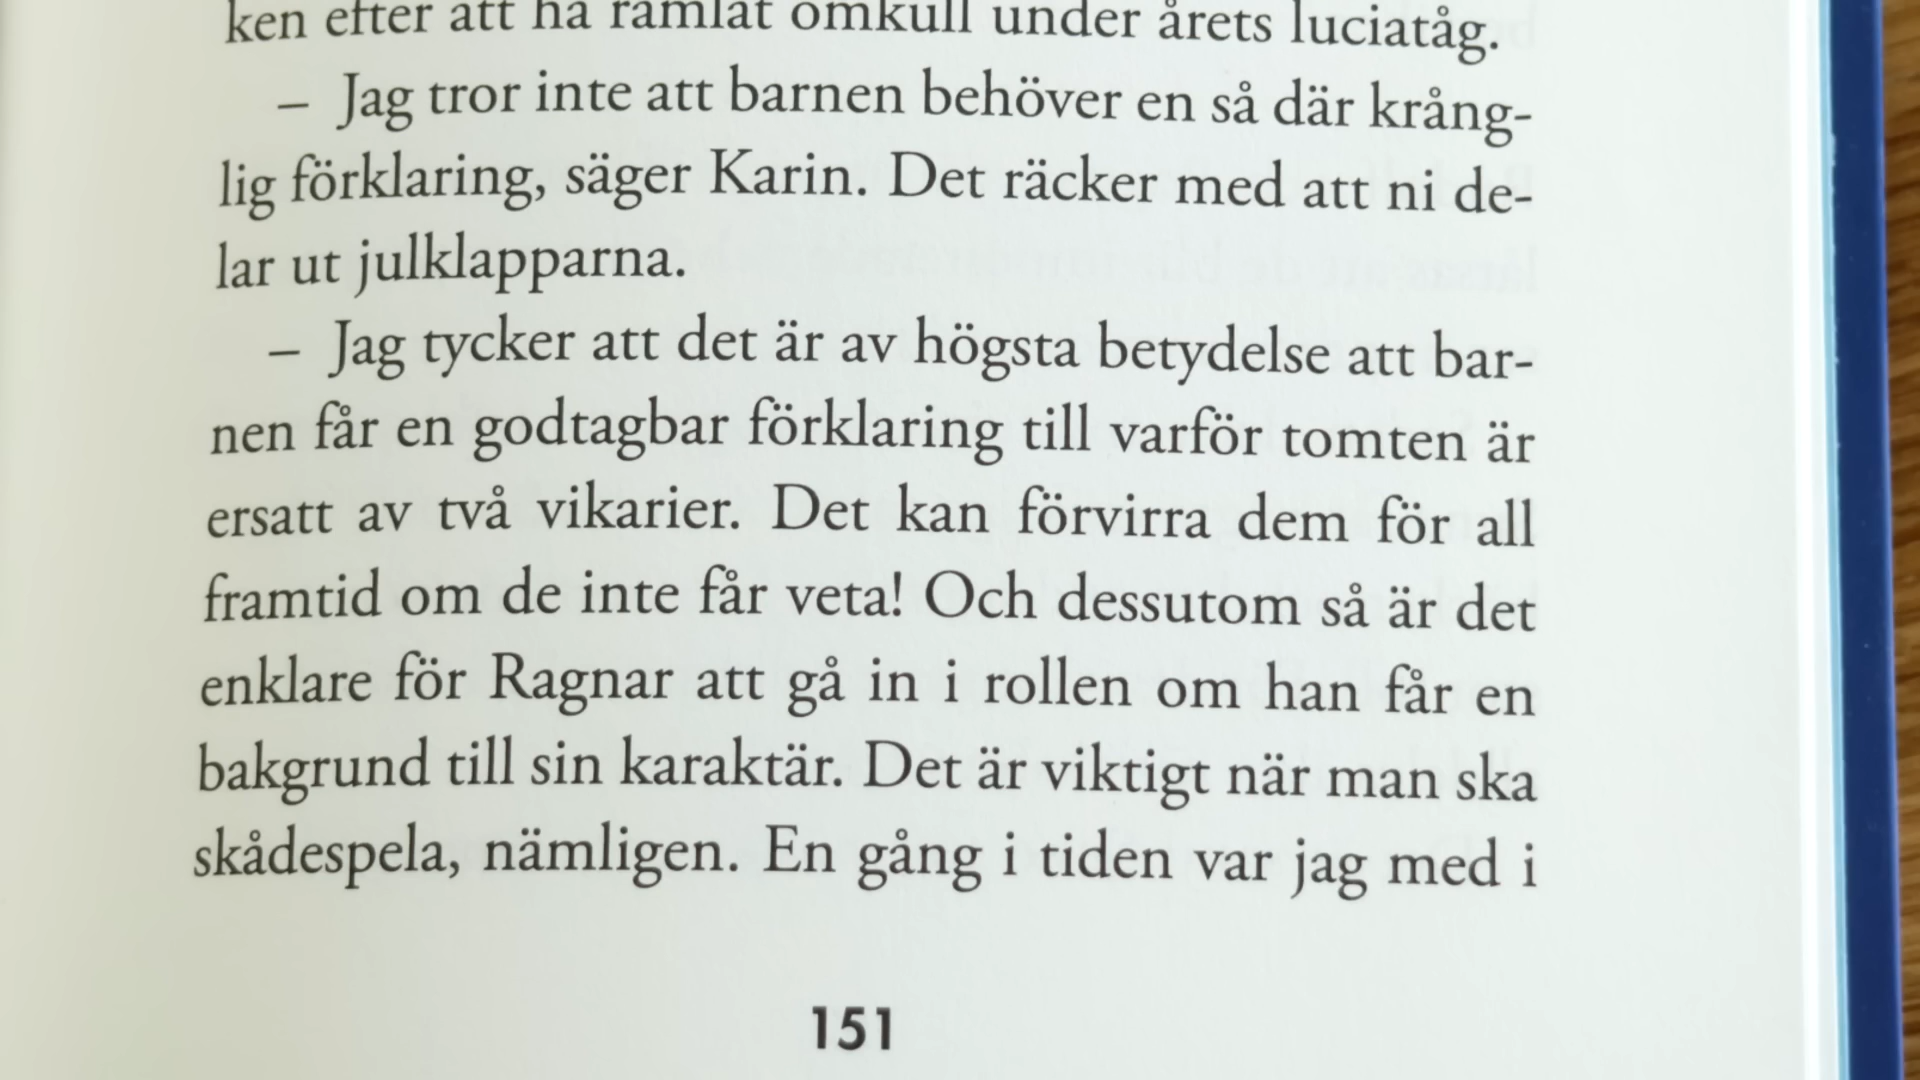 ken efter att ha ramlat omkull under årets luciatåg.
– Jag tror inte att barnen behöver en så där krång-
lig förklaring, säger Karin. Det räcker med att ni de-
lar ut julklapparna.
– Jag tycker att det är av högsta betydelse att bar-
nen får en godtagbar förklaring till varför tomten är
ersatt av två vikarier. Det kan förvirra dem för all
framtid om de inte får veta! Och dessutom så är det
enklare för Ragnar att gå in i rollen om han får en
bakgrund till sin karaktär. Det är viktigt när man ska
skådespela, nämligen. En gång i tiden var jag med i
151